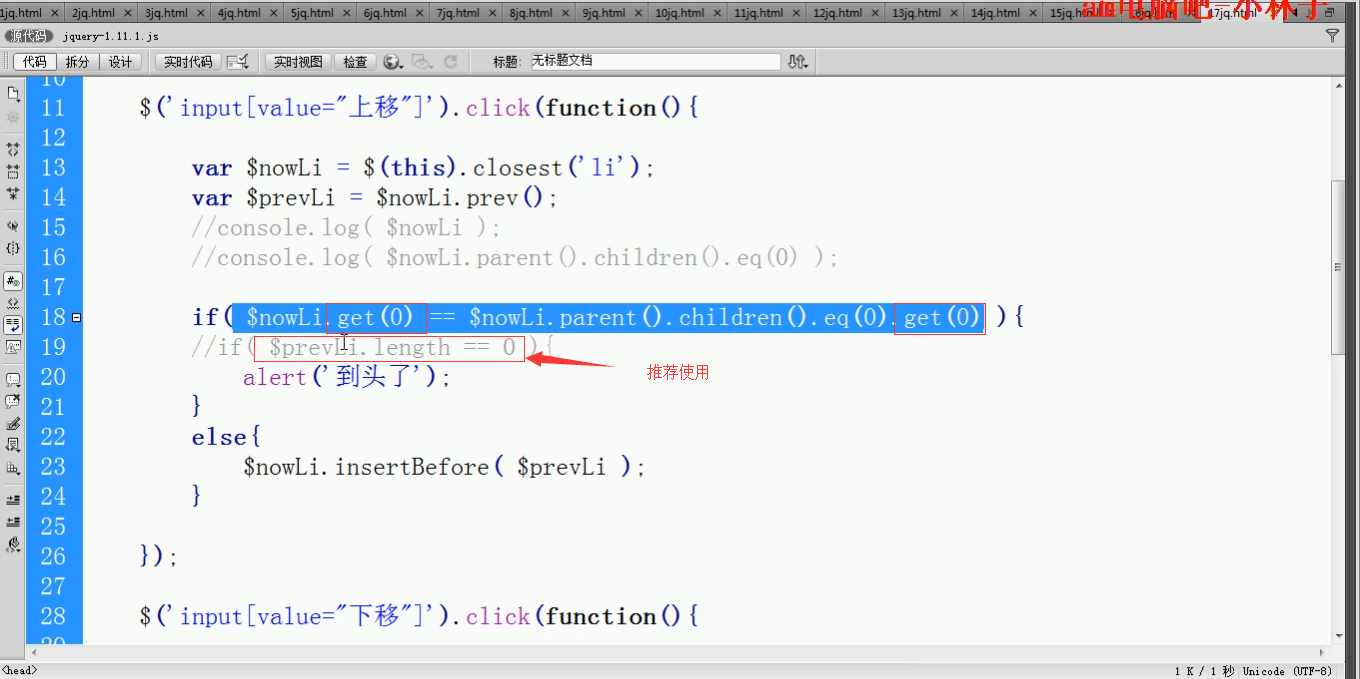 1jq.html × 2jq.html × 3jq.html × 4jq.html × 5jq.html × 6jq.html × 7jq.html × 8jq.html × 9jq.html × 10jq.html × 11jq.html × 12jq.html × 13jq.html × 14jq.html × 17jq.html
电脑吧-小林子
源代码 jquery-1.11.1.js
代码 拆分 设计 实时代码 实时视图 检查 标题: 无标题文档
10
11 $('input[value="上移"]').click(function(){
12
13 var $nowLi = $(this).closest('li');
14 var $prevLi = $nowLi.prev();
15 //console.log( $nowLi );
16 //console.log( $nowLi.parent().children().eq(0) );
17
18 if( $nowLi.get(0) == $nowLi.parent().children().eq(0).get(0) ){
19 //if( $prevLi.length == 0 ){
推荐使用
20 alert('到头了');
21 }
22 else{
23 $nowLi.insertBefore( $prevLi );
24 }
25
26 });
27
28 $('input[value="下移"]').click(function(){
29
<head> 1 K / 1 秒 Unicode (UTF-8)